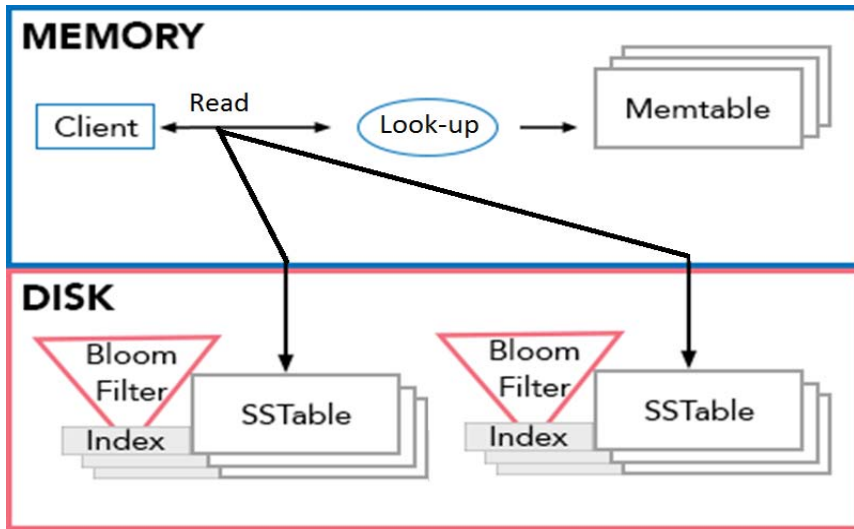 MEMORY
Read
Client
Look-up
Memtable
DISK
Bloom
Filter
Index
SSTable
Bloom
Filter
Index
SSTable